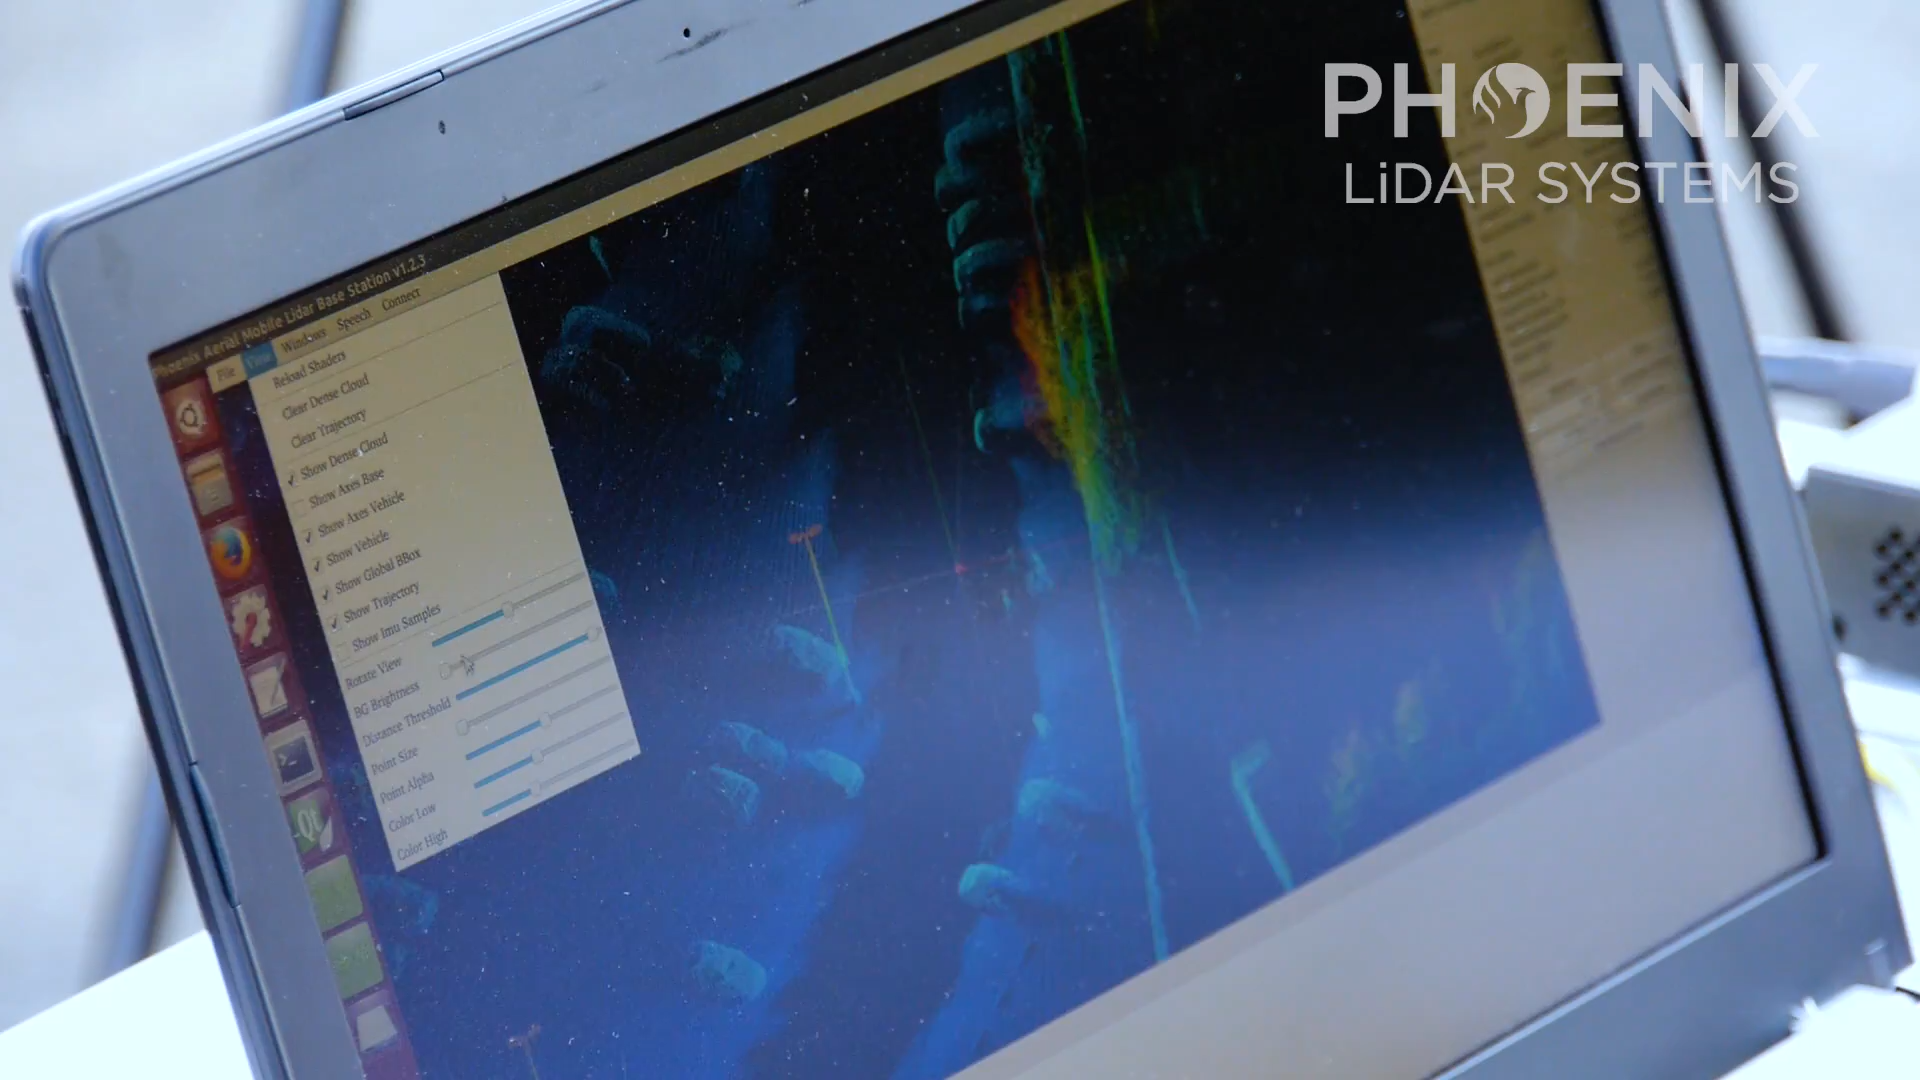 PHOENIX
LiDAR SYSTEMS
Phoenix Aerial Mobile Lidar Base Station v1.2.3
File View Windows Speech Connect
Reload Shaders
Clear Dense Cloud
Clear Trajectory
Show Dense Cloud
Show Axes Base
Show Axes Vehicle
Show Vehicle
Show Global BBox
Show Trajectory
Show Imu Samples
Rotate View
BG Brightness
Distance Threshold
Point Size
Point Alpha
Color Low
Color High
Qt